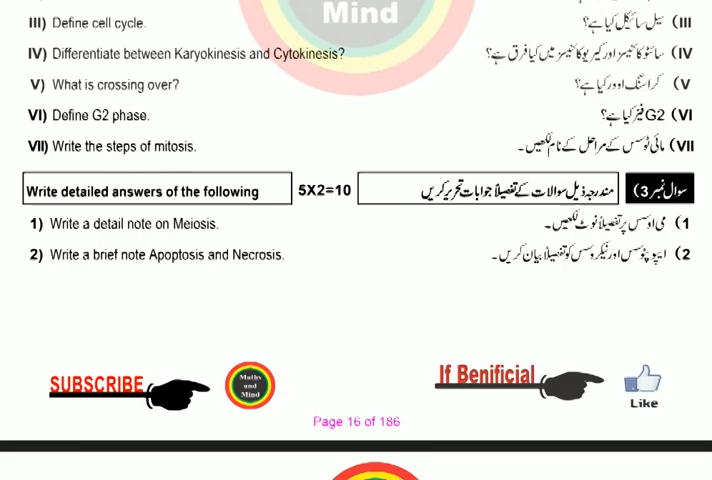 Mind
III) Define cell cycle. سیل سائیکل کیا ہے؟ (III
IV) Differentiate between Karyokinesis and Cytokinesis? سائٹوکائینیسز اور کیریوکائینیسز میں کیا فرق ہے؟ (IV
V) What is crossing over? کراسنگ اوور کیا ہے؟ (V
VI) Define G2 phase. G2 فیز کیا ہے؟ (VI
VII) Write the steps of mitosis. مائی ٹوسس کے مراحل کے نام لکھیں۔ (VII
Write detailed answers of the following 5X2=10 مندرجہ ذیل سوالات کے تفصیلاً جوابات تحریر کریں سوال نمبر 3)
1) Write a detail note on Meiosis. می اوسس پر تفصیلاً نوٹ لکھیں۔ (1
2) Write a brief note Apoptosis and Necrosis. ایپوپٹوسس اور نیکروسس کو تفصیلاً بیان کریں۔ (2
SUBSCRIBE Maths and Mind If Benificial
Like
Page 16 of 186